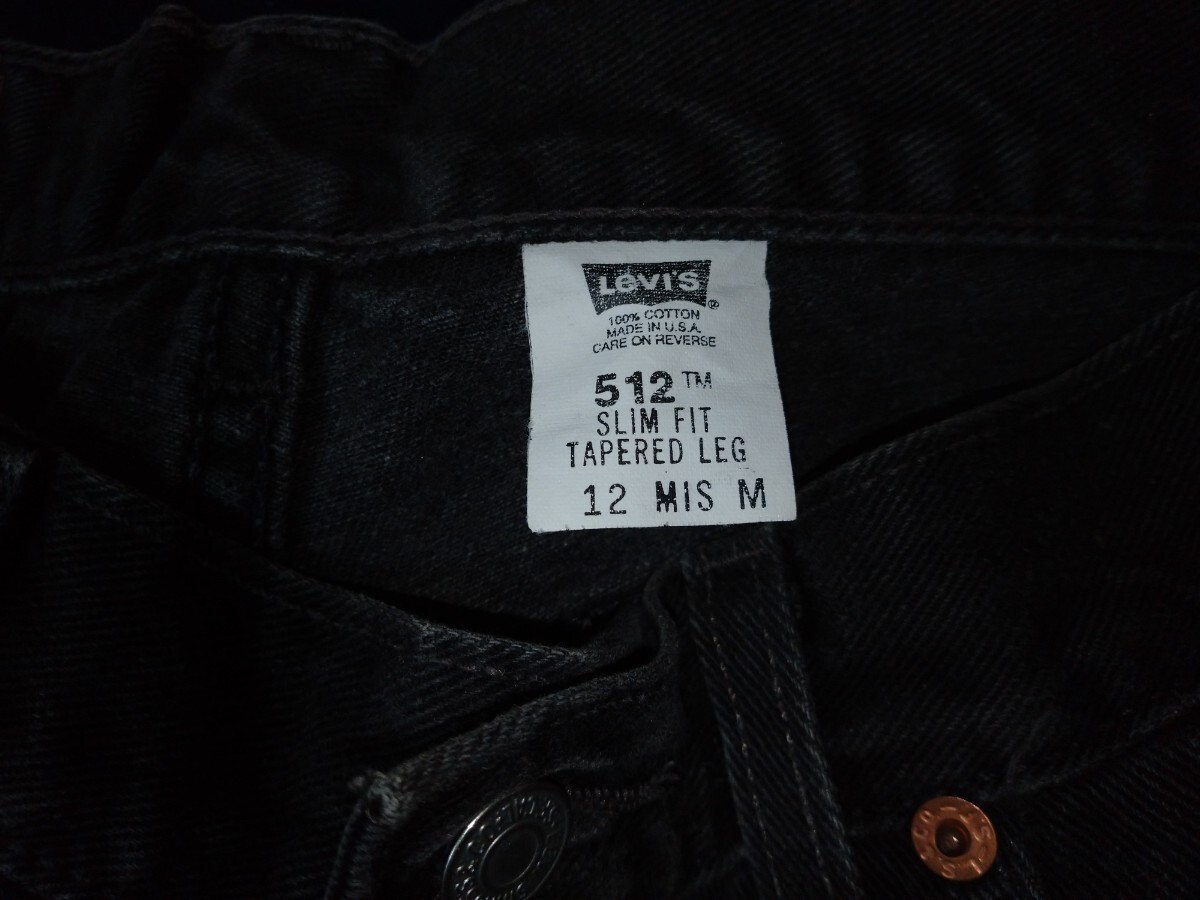 Levi's®
100% COTTON
MADE IN U.S.A.
CARE ON REVERSE
512™
SLIM FIT
TAPERED LEG
12 MIS M